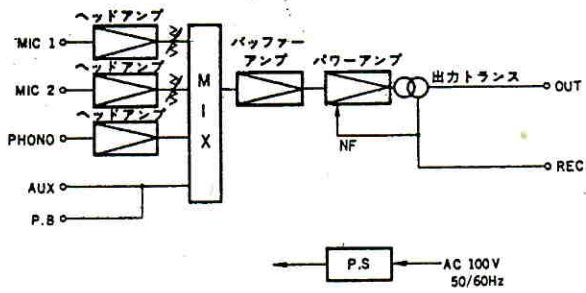 ヘッドアンプ
MIC 1
ヘッドアンプ
MIC 2
ヘッドアンプ
PHONO
AUX
P.B
MIX
バッファー
アンプ
パワーアンプ
出力トランス
OUT
NF
REC
P.S
AC 100V
50/60Hz